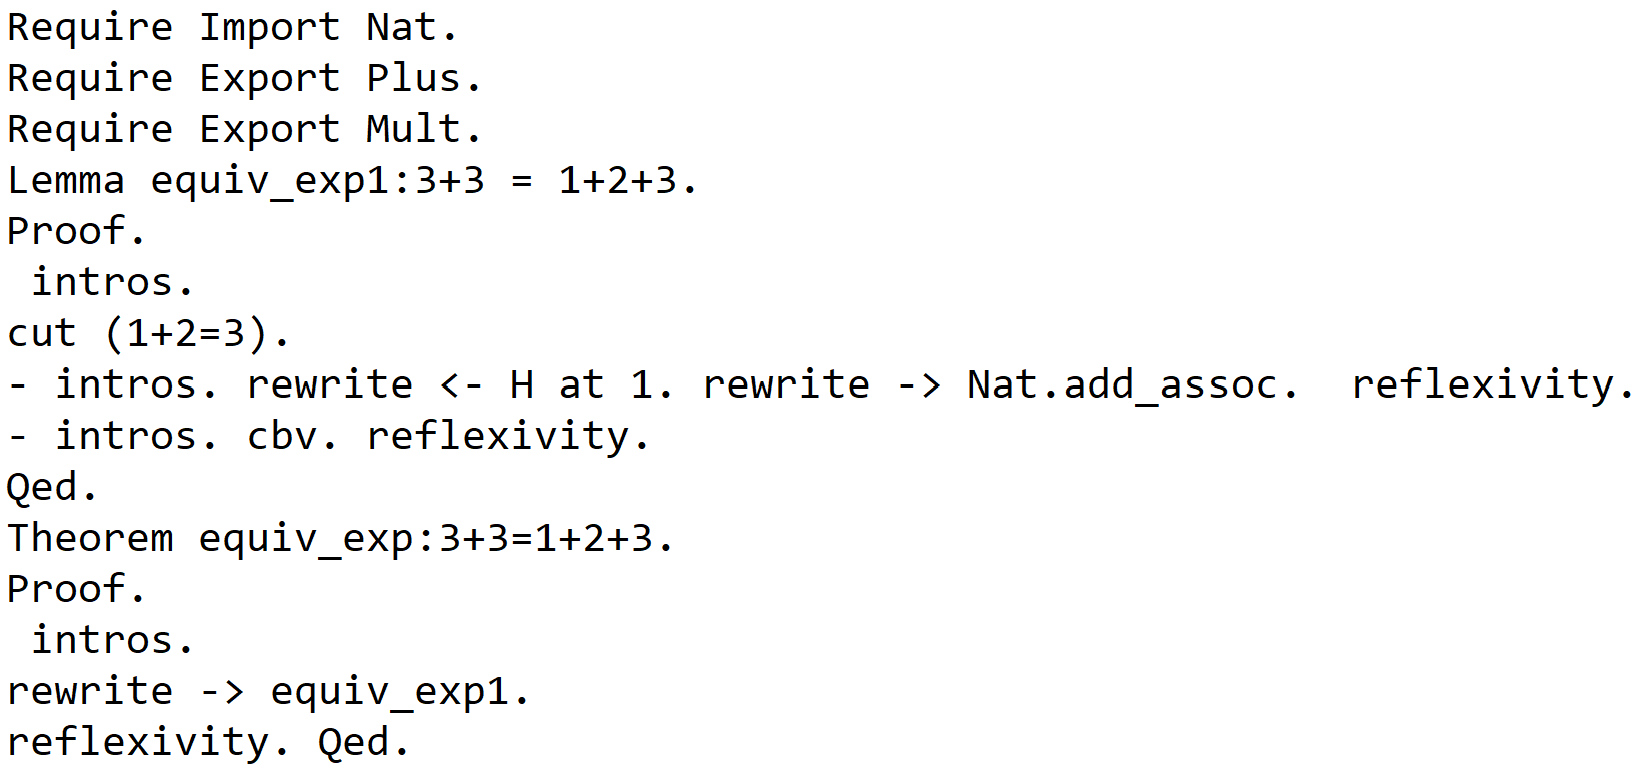 Require Import Nat.
Require Export Plus.
Require Export Mult.
Lemma equiv_exp1:3+3 = 1+2+3.
Proof.
 intros.
cut (1+2=3).
- intros. rewrite <- H at 1. rewrite -> Nat.add_assoc.  reflexivity.
- intros. cbv. reflexivity.
Qed.
Theorem equiv_exp:3+3=1+2+3.
Proof.
 intros.
rewrite -> equiv_exp1.
reflexivity. Qed.